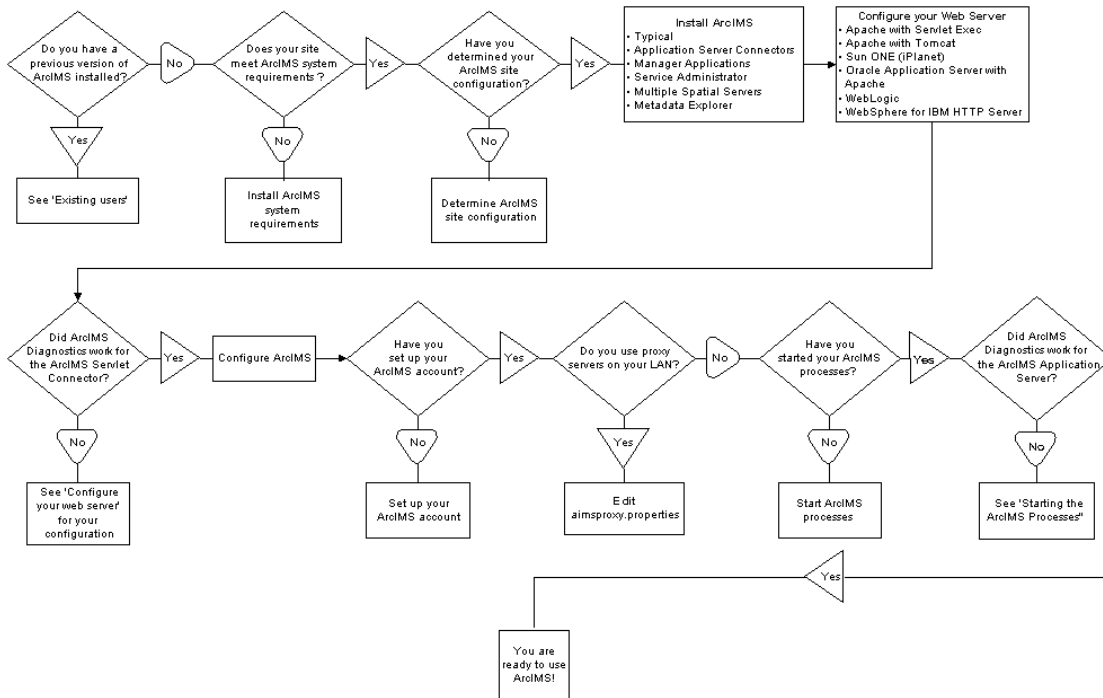 Do you have a
previous version of
ArcIMS installed?
No
Does your site
meet ArcIMS system
requirements ?
Yes
Have you
determined your
ArcIMS site
configuration?
Yes
Install ArcIMS
• Typical
• Application Server Connectors
• Manager Applications
• Service Administrator
• Multiple Spatial Servers
• Metadata Explorer
Configure your Web Server
• Apache with Servlet Exec
• Apache with Tomcat
• Sun ONE (iPlanet)
• Oracle Application Server with
Apache
• WebLogic
• WebSphere for IBM HTTP Server
Yes
No
No
See 'Existing users'
Install ArcIMS
system
requirements
Determine ArcIMS
site configuration
Did ArcIMS
Diagnostics work for
the ArcIMS Servlet
Connector?
Yes
Configure ArcIMS
Have you
set up your
ArcIMS account?
Yes
Do you use proxy
servers on your LAN?
No
Have you
started your ArcIMS
processes?
Yes
Did ArcIMS
Diagnostics work for
the ArcIMS Application
Server?
No
No
Yes
No
No
See 'Configure
your web server'
for your
configuration
Set up your
ArcIMS account
Edit
aimsproxy.properties
Start ArcIMS
processes
See 'Starting the
ArcIMS Processes"
Yes
You are
ready to use
ArcIMS!